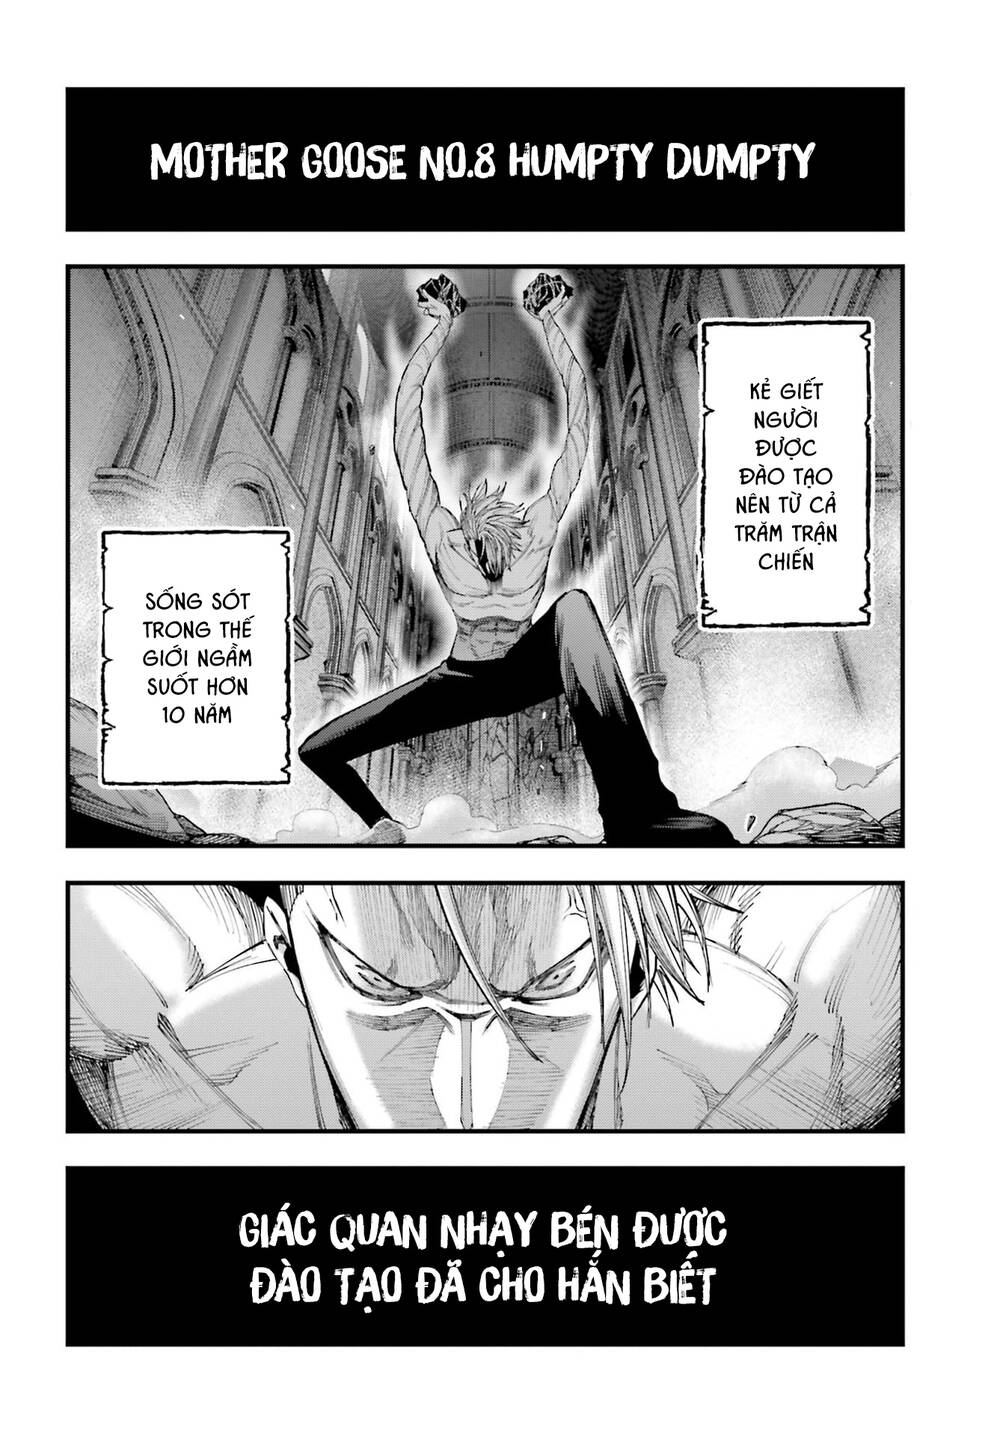 MOTHER GOOSE NO.8 HUMPTY DUMPTY
KẺ GIẾT
NGƯỜI
ĐƯỢC
ĐÀO TẠO
NÊN TỪ CẢ
TRĂM TRẬN
CHIẾN
SỐNG SÓT
TRONG THẾ
GIỚI NGẦM
SUỐT HƠN
10 NĂM
GIÁC QUAN NHẠY BÉN ĐƯỢC
ĐÀO TẠO ĐÃ CHO HẮN BIẾT